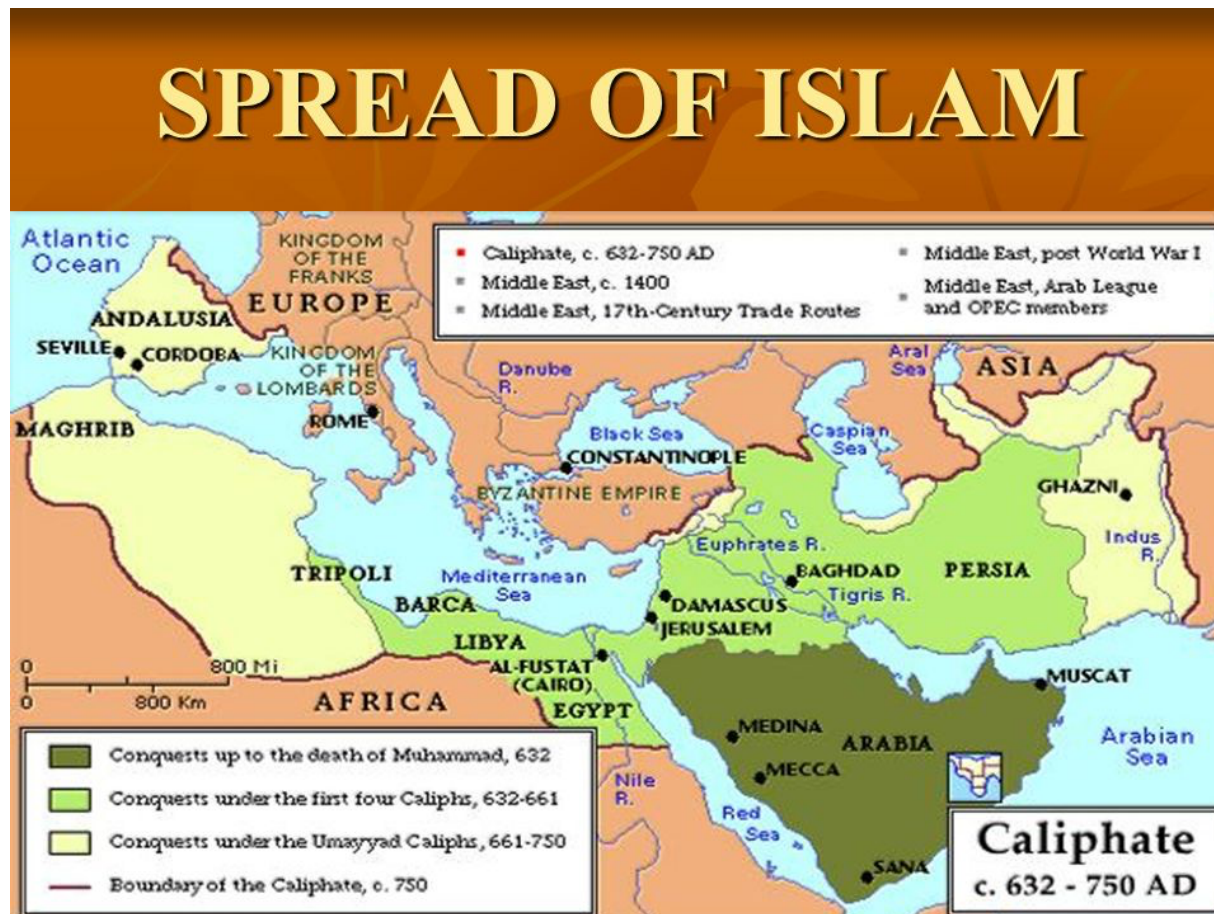 SPREAD OF ISLAM
Atlantic
Ocean
KINGDOM
OF THE
FRANKS
EUROPE
Caliphate, c. 632-750 AD
Middle East, c. 1400
Middle East, 17th-Century Trade Routes
Middle East, post World War I
Middle East, Arab League
and OPEC members
ANDALUSIA
SEVILLE
CORDOBA
KINGDOM
OF THE
LOMBARDS
ROME
Danube
R.
Aral
Sea
ASIA
MAGHRIB
Black Sea
CONSTANTINOPLE
Caspian
Sea
BYZANTINE EMPIRE
GHAZNI
Indus
R.
Euphrates R.
TRIPOLI
Mediterranean
Sea
BAGHDAD
PERSIA
BARCA
DAMASCUS
Tigris R.
JERUSALEM
LIBYA
0 800 Mi
0 800 Km
AL-FUSTAT
(CAIRO)
MUSCAT
AFRICA
EGYPT
MEDINA
ARABIA
Arabian
Sea
MECCA
Nile
R.
Red
Sea
SANA
Conquests up to the death of Muhammad, 632
Conquests under the first four Caliphs, 632-661
Conquests under the Umayyad Caliphs, 661-750
Boundary of the Caliphate, c. 750
Caliphate
c. 632 - 750 AD